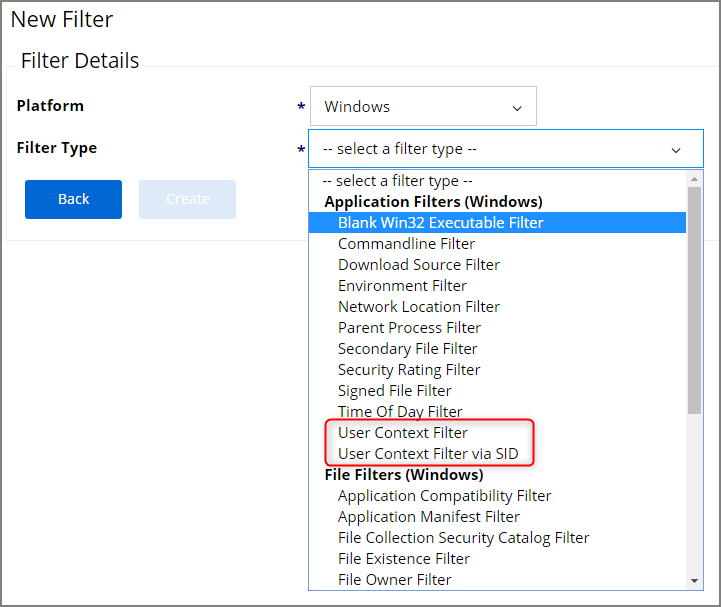 New Filter
Filter Details
Platform * Windows
Filter Type * -- select a filter type --
Back Create
-- select a filter type --
Application Filters (Windows)
Blank Win32 Executable Filter
Commandline Filter
Download Source Filter
Environment Filter
Network Location Filter
Parent Process Filter
Secondary File Filter
Security Rating Filter
Signed File Filter
Time Of Day Filter
User Context Filter
User Context Filter via SID
File Filters (Windows)
Application Compatibility Filter
Application Manifest Filter
File Collection Security Catalog Filter
File Existence Filter
File Owner Filter